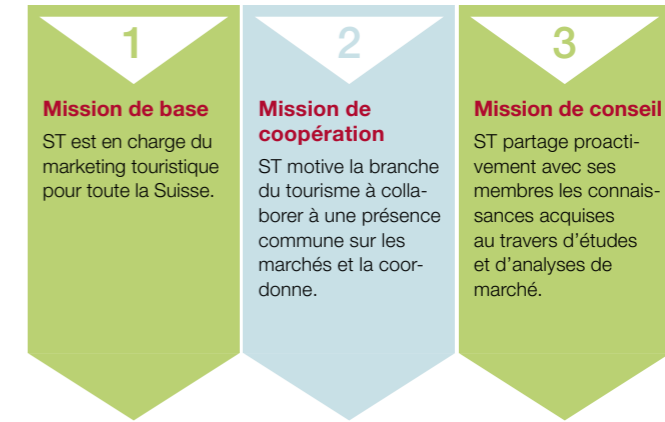 1
Mission de base
ST est en charge du
marketing touristique
pour toute la Suisse.
2
Mission de
coopération
ST motive la branche
du tourisme à colla-
borer à une présence
commune sur les
marchés et la coor-
donne.
3
Mission de conseil
ST partage proacti-
vement avec ses
membres les connais-
sances acquises
au travers d’études
et d’analyses de
marché.